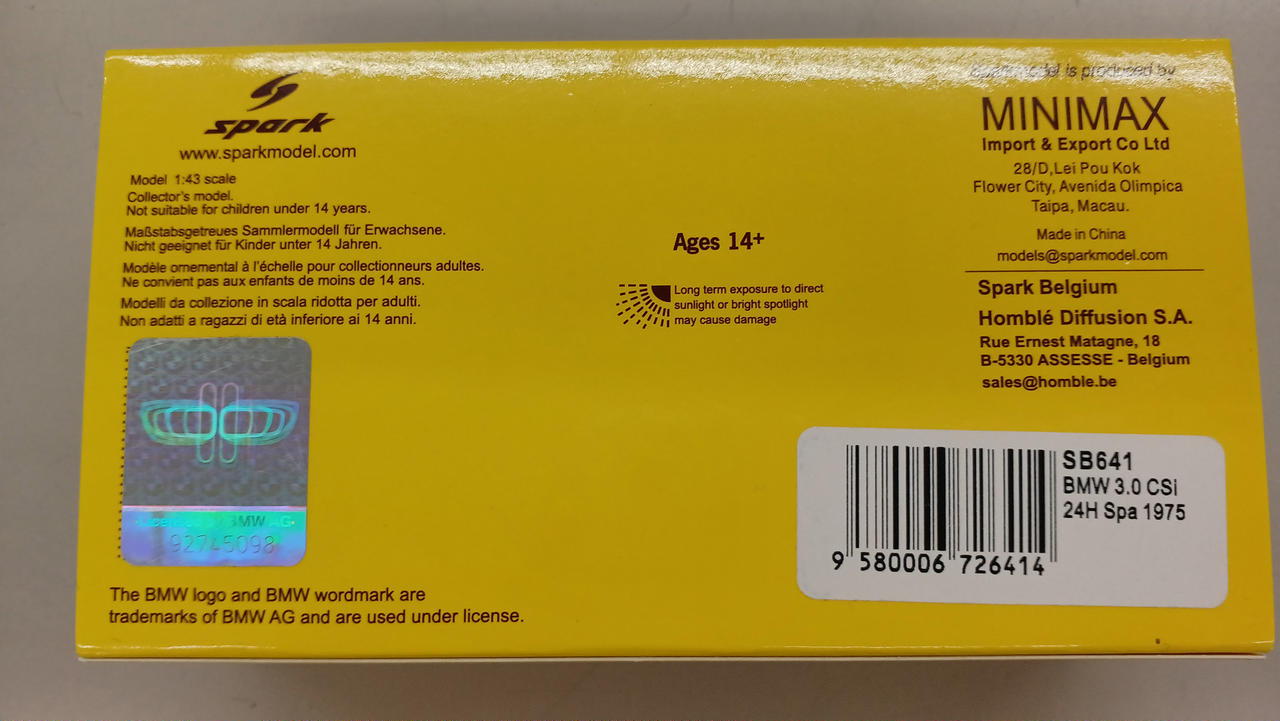 spark
www.sparkmodel.com
Model 1:43 scale
Collector's model.
Not suitable for children under 14 years.
Maßstabsgetreues Sammlermodell für Erwachsene.
Nicht geeignet für Kinder unter 14 Jahren.
Modèle ornemental à l'échelle pour collectionneurs adultes.
Ne convient pas aux enfants de moins de 14 ans.
Modelli da collezione in scala ridotta per adulti.
Non adatti a ragazzi di età inferiore ai 14 anni.
BMW AG
92745098
The BMW logo and BMW wordmark are
trademarks of BMW AG and are used under license.
Ages 14+
Long term exposure to direct
sunlight or bright spotlight
may cause damage
is produced by
MINIMAX
Import & Export Co Ltd
28/D,Lei Pou Kok
Flower City, Avenida Olimpica
Taipa, Macau.
Made in China
models@sparkmodel.com
Spark Belgium
Homblé Diffusion S.A.
Rue Ernest Matagne, 18
B-5330 ASSESSE - Belgium
sales@homble.be
SB641
BMW 3.0 CSi
24H Spa 1975
9 580006 726414